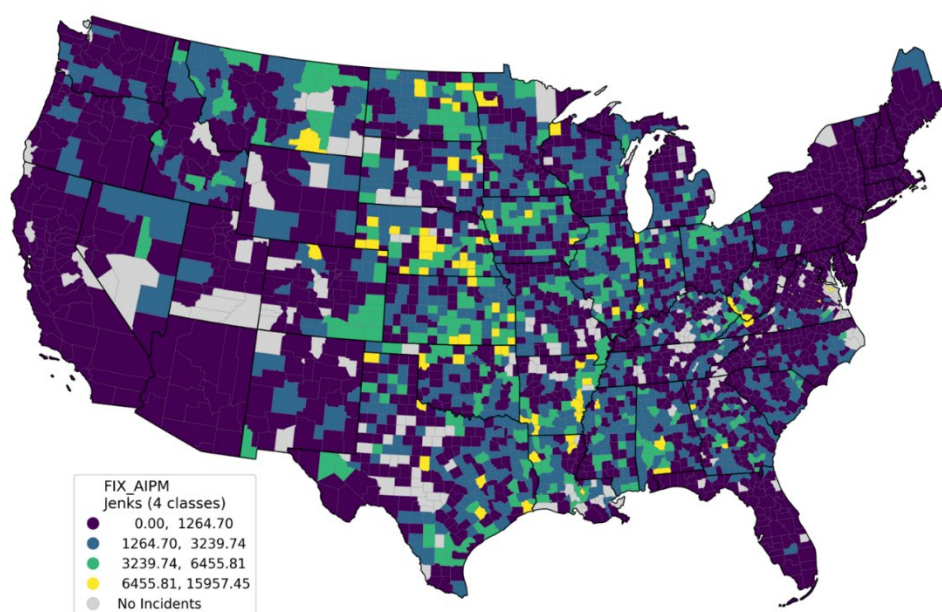 FIX_AIPM
Jenks (4 classes)
0.00, 1264.70
1264.70, 3239.74
3239.74, 6455.81
6455.81, 15957.45
No Incidents